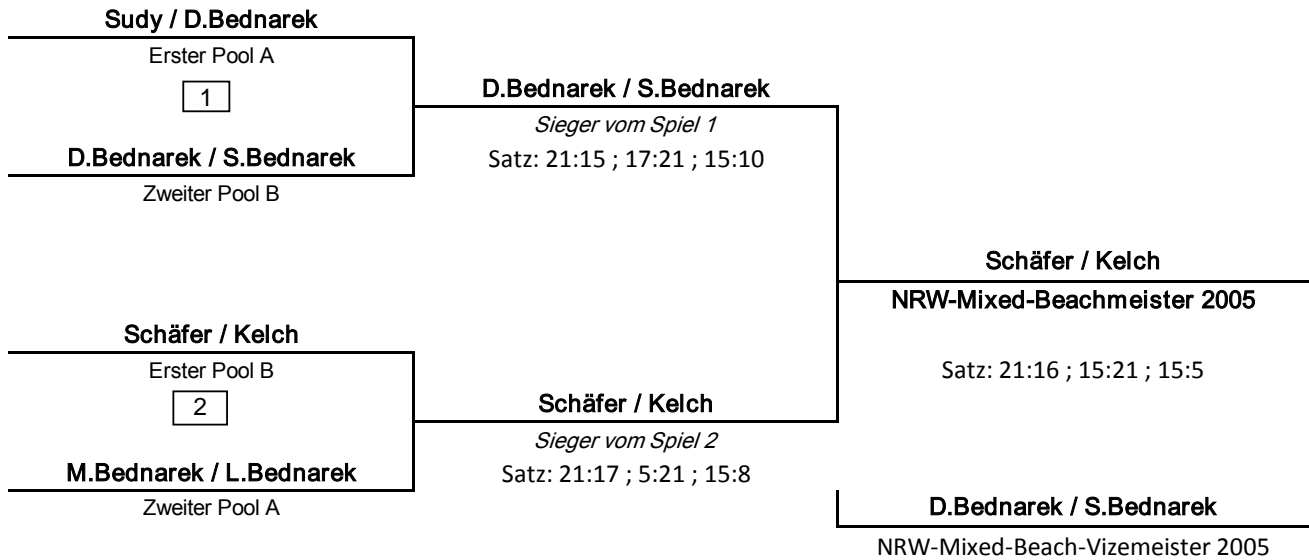 Sudy / D.Bednarek
Erster Pool A
1
D.Bednarek / S.Bednarek
Zweiter Pool B
D.Bednarek / S.Bednarek
Sieger vom Spiel 1
Satz: 21:15 ; 17:21 ; 15:10
Schäfer / Kelch
Erster Pool B
2
M.Bednarek / L.Bednarek
Zweiter Pool A
Schäfer / Kelch
Sieger vom Spiel 2
Satz: 21:17 ; 5:21 ; 15:8
Schäfer / Kelch
NRW-Mixed-Beachmeister 2005
Satz: 21:16 ; 15:21 ; 15:5
D.Bednarek / S.Bednarek
NRW-Mixed-Beach-Vizemeister 2005